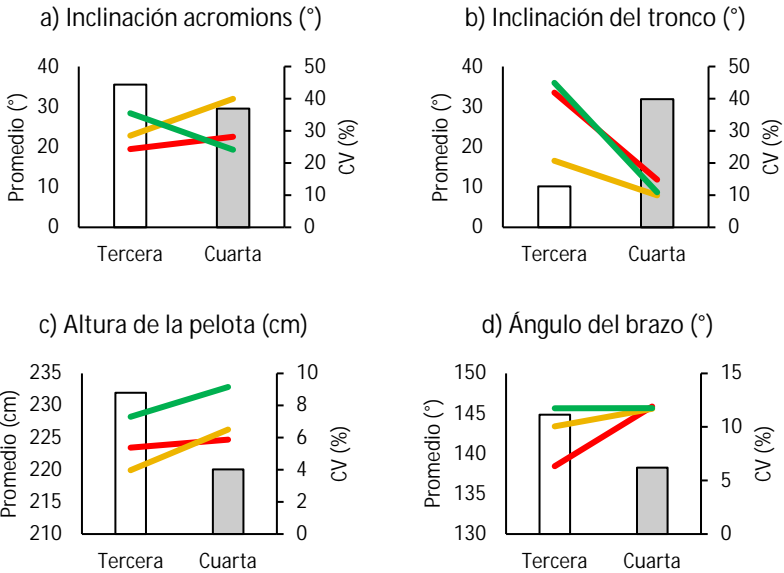 a) Inclinación acromions (°)
40
30
20
10
0
Promedio (°)
50
40
30
20
10
0
CV (%)
Tercera Cuarta
b) Inclinación del tronco (°)
40
30
20
10
0
Promedio (°)
50
40
30
20
10
0
CV (%)
Tercera Cuarta
c) Altura de la pelota (cm)
235
230
225
220
215
210
Promedio (cm)
10
8
6
4
2
0
CV (%)
Tercera Cuarta
d) Ángulo del brazo (°)
150
145
140
135
130
Promedio (°)
15
10
5
0
CV (%)
Tercera Cuarta